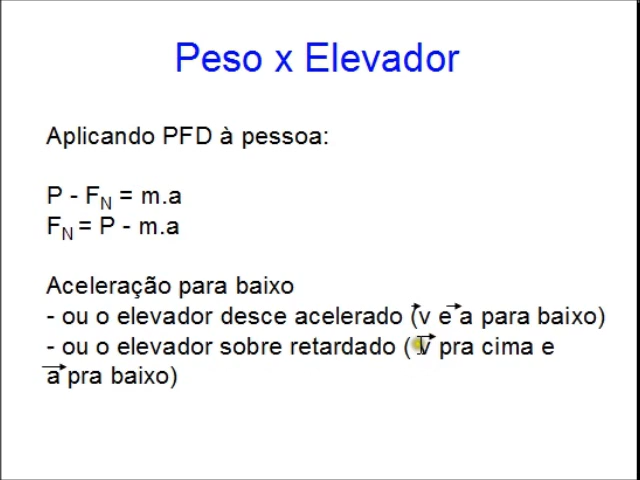 Peso x Elevador
Aplicando PFD à pessoa:
P - FN = m.a
FN = P - m.a
Aceleração para baixo
- ou o elevador desce acelerado (v e a para baixo)
- ou o elevador sobre retardado ( v pra cima e
a pra baixo)